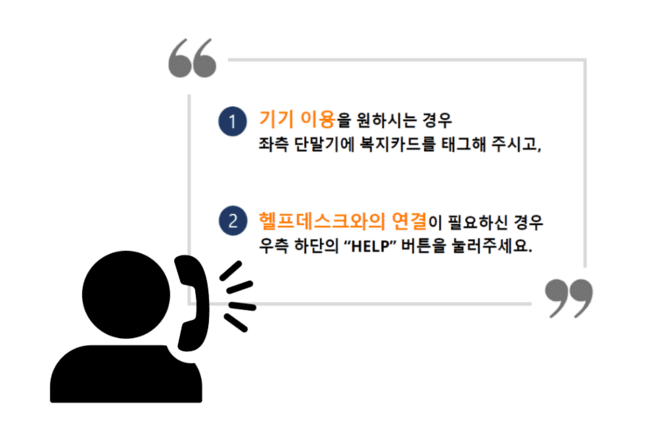 1 기기 이용을 원하시는 경우
좌측 단말기에 복지카드를 태그해 주시고,
2 헬프데스크와의 연결이 필요하신 경우
우측 하단의 “HELP” 버튼을 눌러주세요.